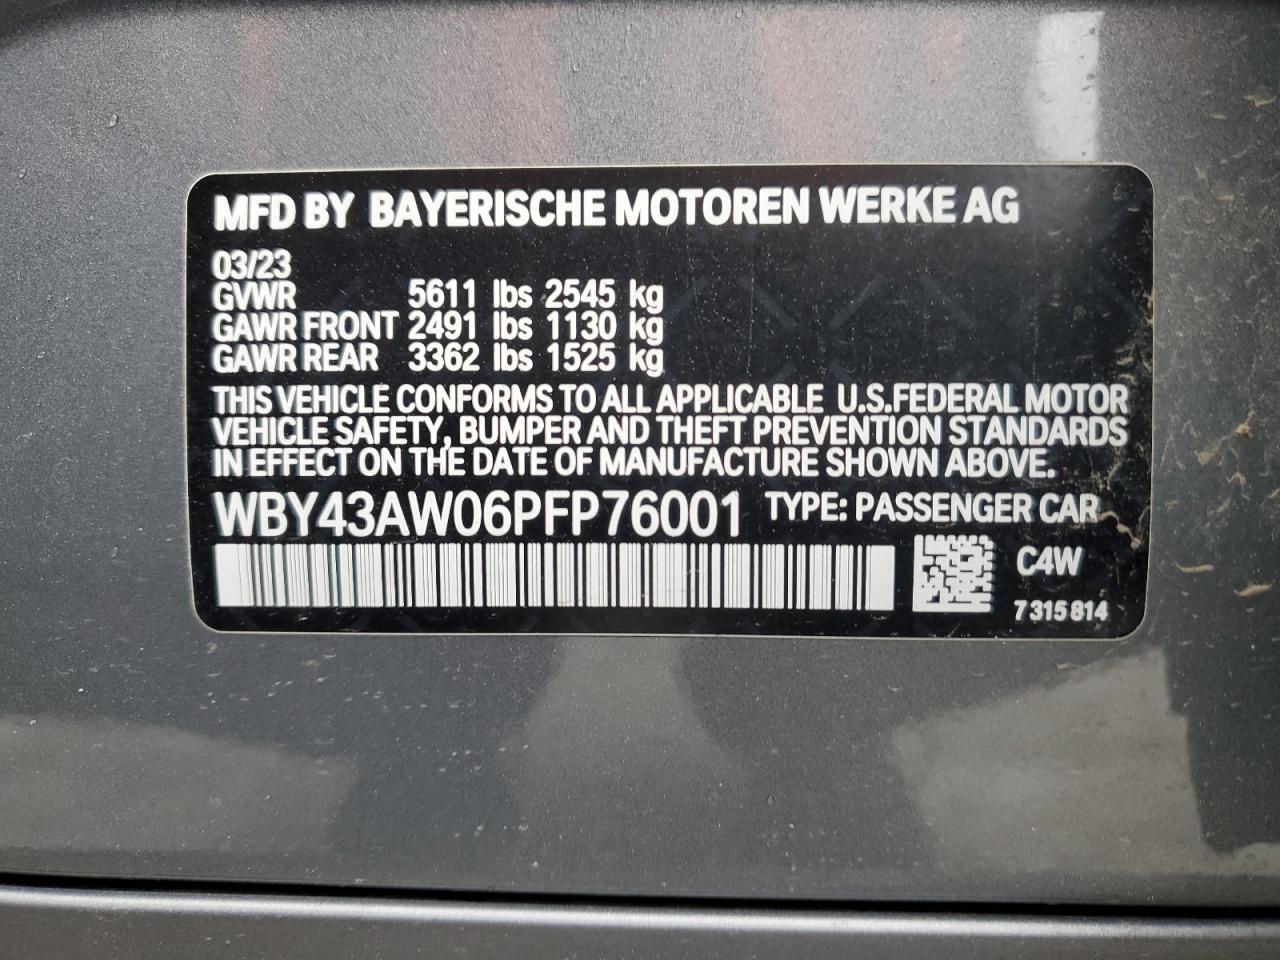 MFD BY BAYERISCHE MOTOREN WERKE AG
03/23
GVWR 5611 lbs 2545 kg
GAWR FRONT 2491 lbs 1130 kg
GAWR REAR 3362 lbs 1525 kg
THIS VEHICLE CONFORMS TO ALL APPLICABLE U.S.FEDERAL MOTOR
VEHICLE SAFETY, BUMPER AND THEFT PREVENTION STANDARDS
IN EFFECT ON THE DATE OF MANUFACTURE SHOWN ABOVE.
WBY43AW06PFP76001 TYPE: PASSENGER CAR
C4W
7 315 814